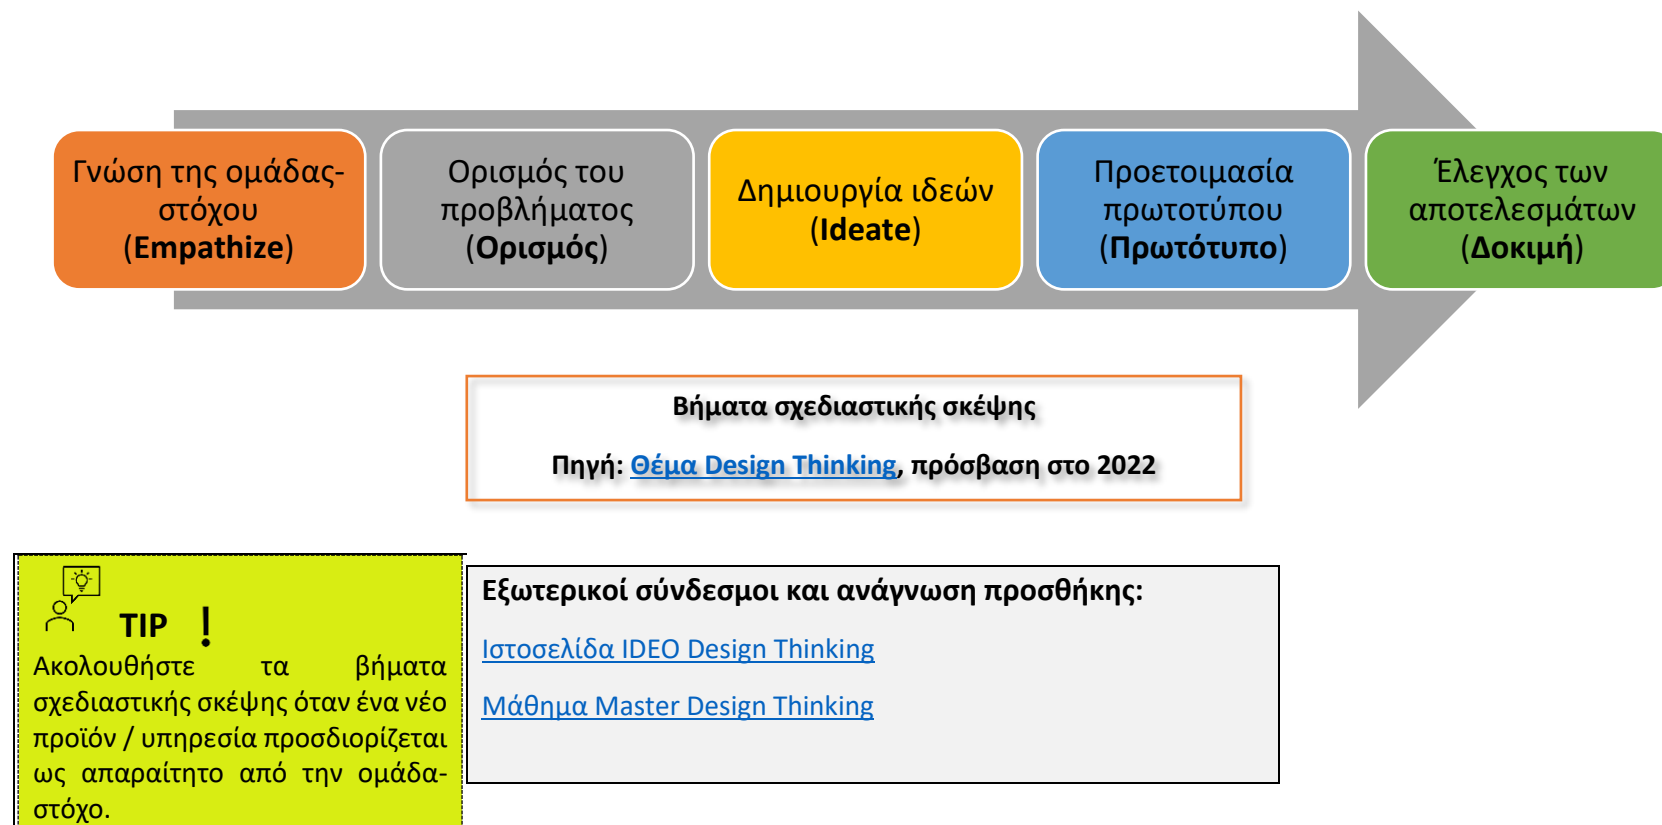 Γνώση της ομάδας-
στόχου
(Empathize)
Ορισμός του
προβλήματος
(Ορισμός)
Δημιουργία ιδεών
(Ideate)
Προετοιμασία
πρωτοτύπου
(Πρωτότυπο)
Έλεγχος των
αποτελεσμάτων
(Δοκιμή)
Βήματα σχεδιαστικής σκέψης
Πηγή: Θέμα Design Thinking, πρόσβαση στο 2022
TIP !
Ακολουθήστε τα βήματα
σχεδιαστικής σκέψης όταν ένα νέο
προϊόν / υπηρεσία προσδιορίζεται
ως απαραίτητο από την ομάδα-
στόχο.
Εξωτερικοί σύνδεσμοι και ανάγνωση προσθήκης:
Ιστοσελίδα IDEO Design Thinking
Μάθημα Master Design Thinking